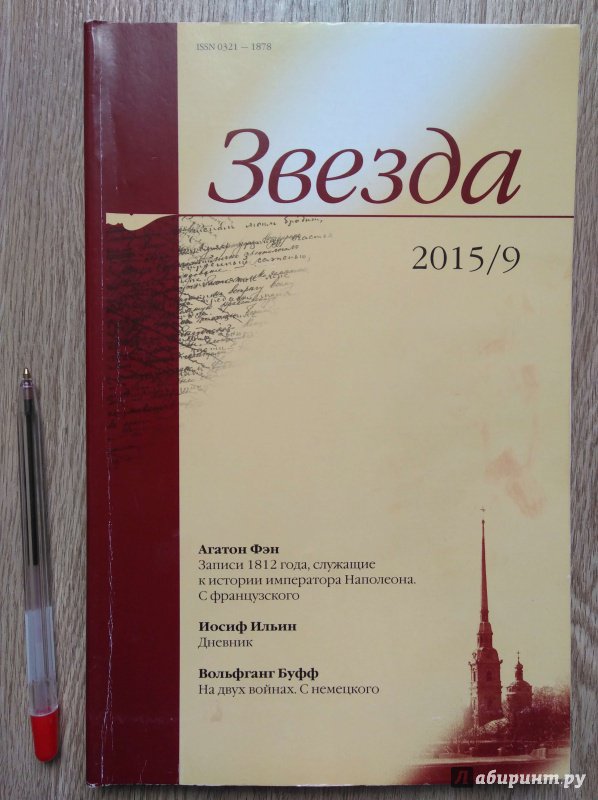 ISSN 0321 — 1878
Звезда
2015/9
Агатон Фэн
Записи 1812 года, служащие
к истории императора Наполеона.
С французского
Иосиф Ильин
Дневник
Вольфганг Буфф
На двух войнах. С немецкого
Лабиринт.ру